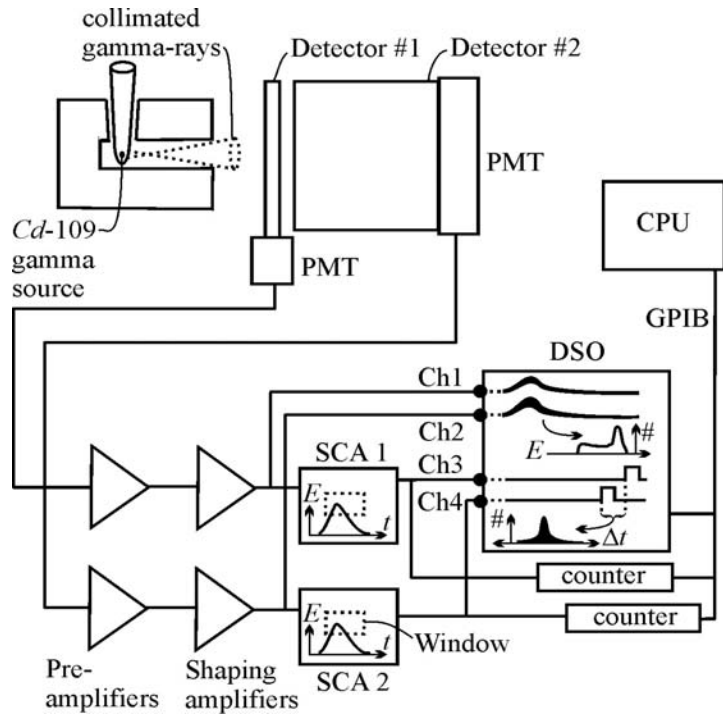 collimated
gamma-rays
Detector #1
Detector #2
PMT
Cd-109
gamma
source
PMT
CPU
GPIB
DSO
Ch1
Ch2
E
#
Ch3
Ch4
#
Δt
SCA 1
E
t
counter
counter
E
t
Window
SCA 2
Pre-
amplifiers
Shaping
amplifiers